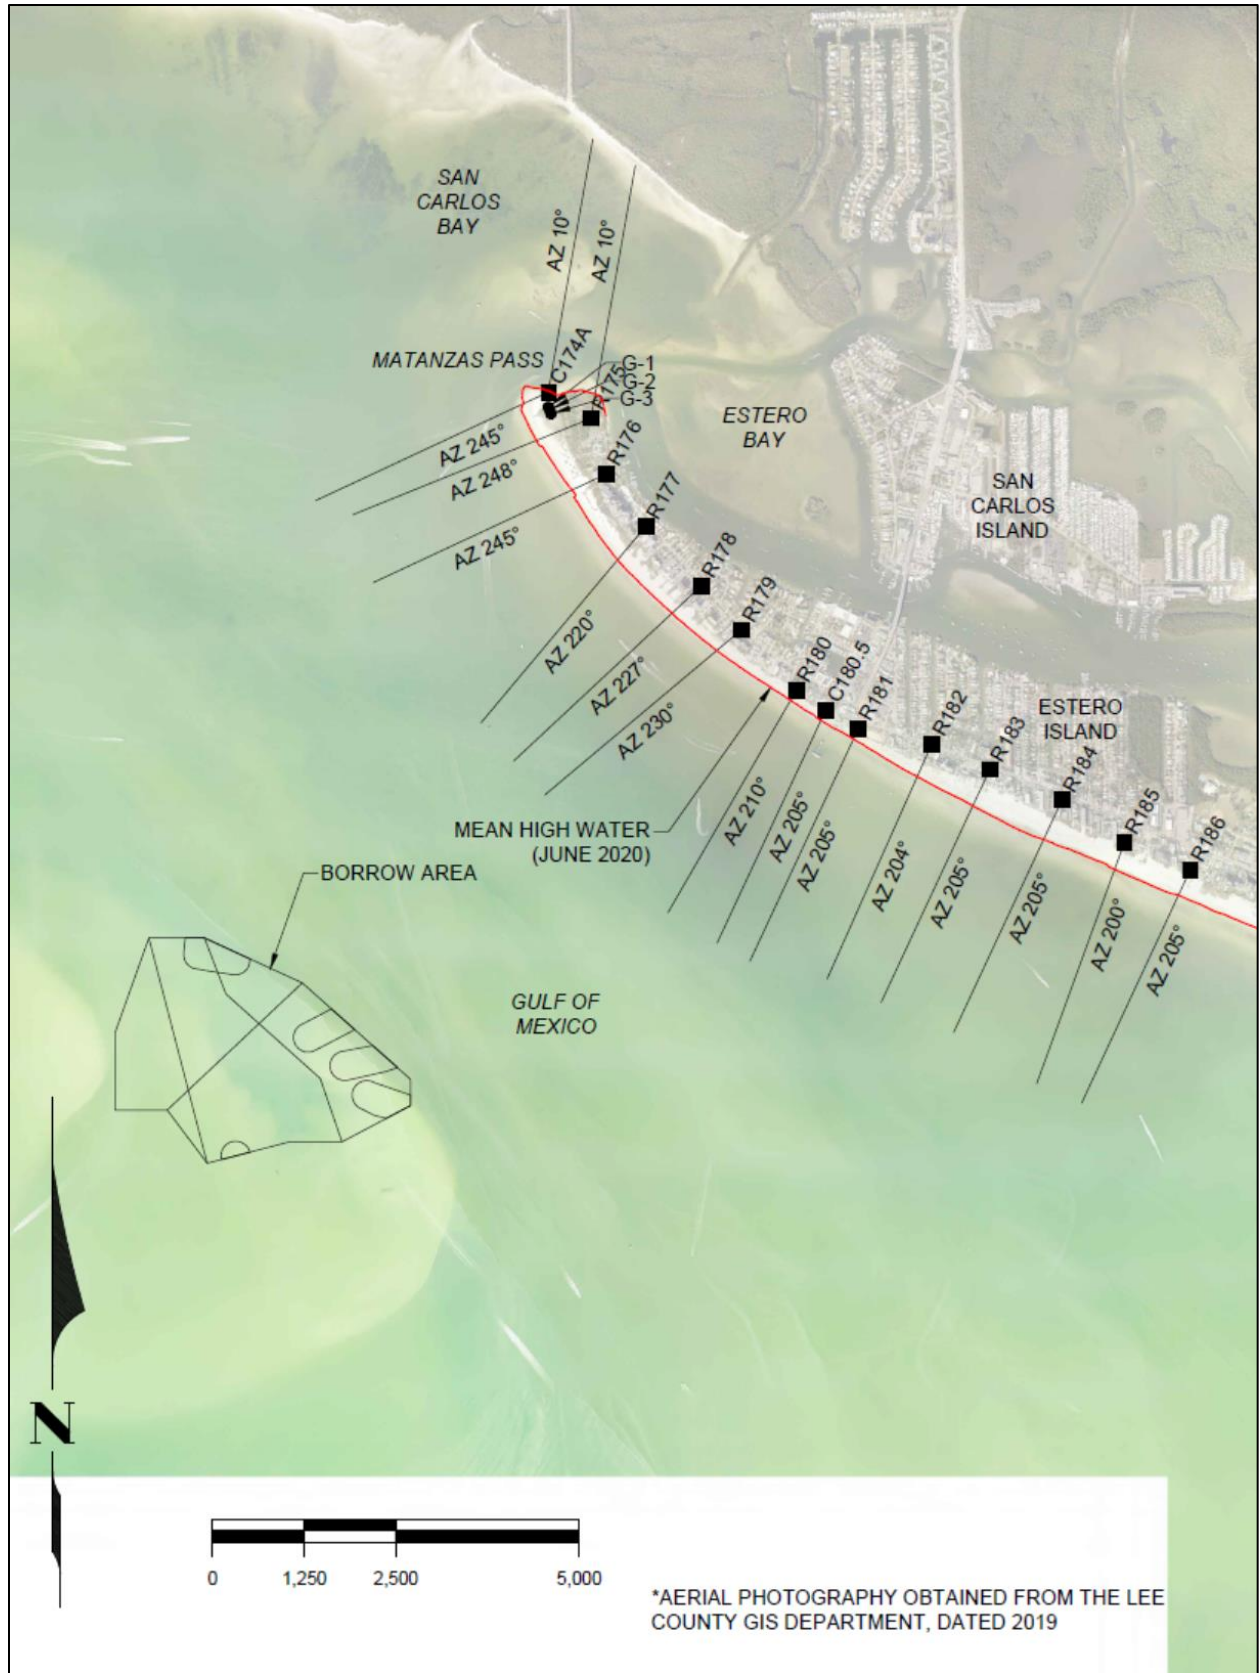 SAN
CARLOS
BAY
AZ 10°
AZ 10°
MATANZAS PASS
C174A
G-1
G-2
G-3
R175
ESTERO
BAY
AZ 245°
AZ 248°
R176
AZ 245°
R177
SAN
CARLOS
ISLAND
R178
AZ 220°
R179
AZ 227°
R180
C180.5
R181
AZ 230°
R182
ESTERO
ISLAND
R183
R184
R185
R186
AZ 210°
AZ 205°
AZ 205°
AZ 204°
AZ 205°
AZ 205°
AZ 200°
AZ 205°
MEAN HIGH WATER
(JUNE 2020)
BORROW AREA
GULF OF
MEXICO
N
0 1,250 2,500 5,000
*AERIAL PHOTOGRAPHY OBTAINED FROM THE LEE
COUNTY GIS DEPARTMENT, DATED 2019